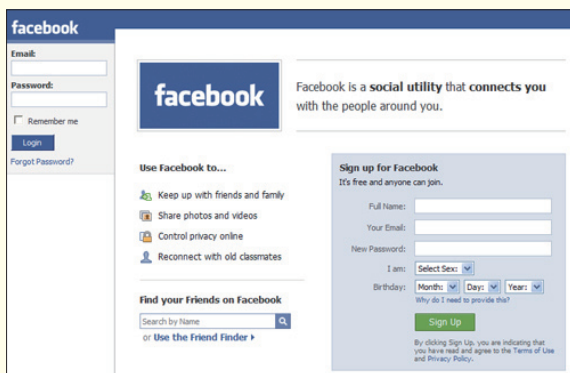 facebook
Email:
Password:
Remember me
Login
Forgot Password?
facebook
Facebook is a social utility that connects you
with the people around you.
Use Facebook to...
Keep up with friends and family
Share photos and videos
Control privacy online
Reconnect with old classmates
Find your Friends on Facebook
Search by Name
or Use the Friend Finder
Sign up for Facebook
It's free and anyone can join.
Full Name:
Your Email:
New Password:
I am: Select Sex:
Birthday: Month: Day: Year:
Why do I need to provide this?
Sign Up
By clicking Sign Up, you are indicating that
you have read and agree to the Terms of Use
and Privacy Policy.